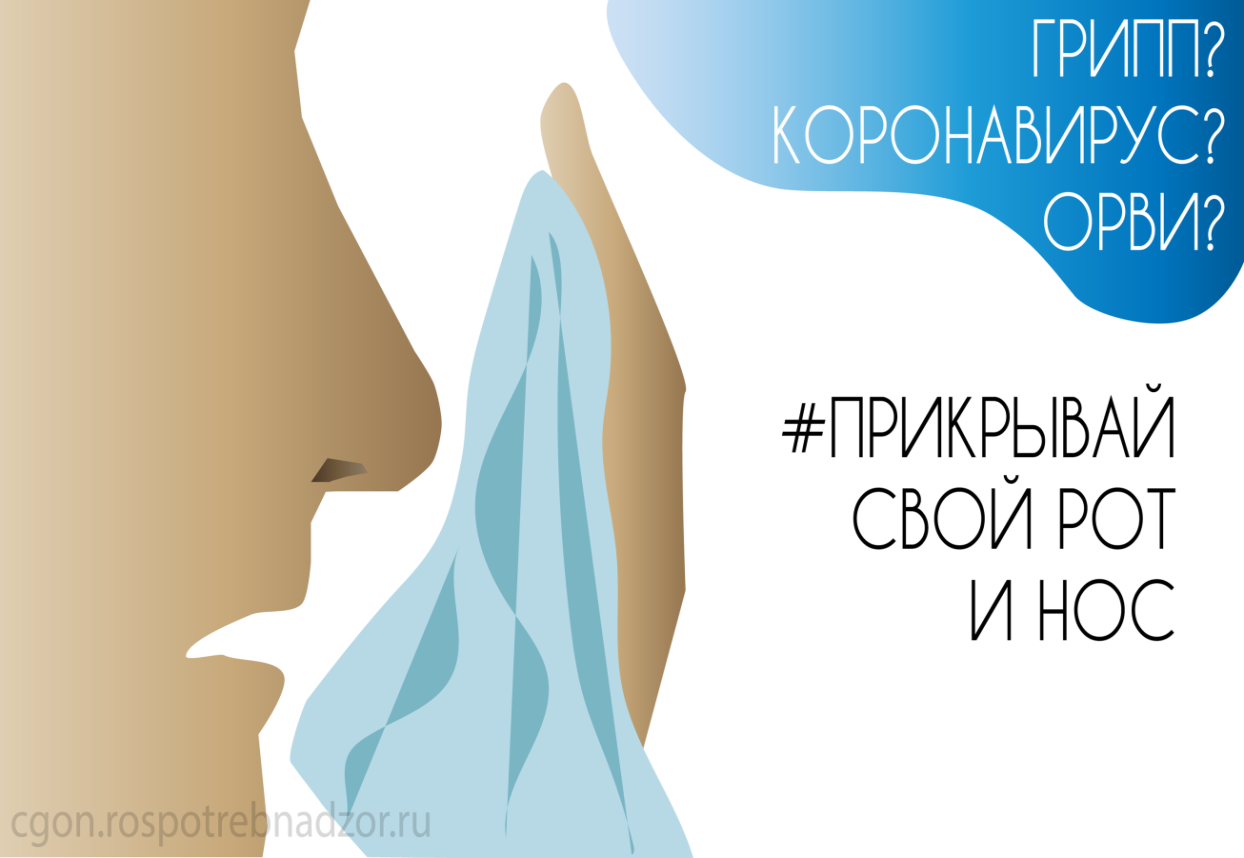 ГРИПП?
КОРОНАВИРУС?
ОРВИ?
#ПРИКРЫВАЙ
СВОЙ РОТ
И НОС
cgon.rospotrebnadzor.ru